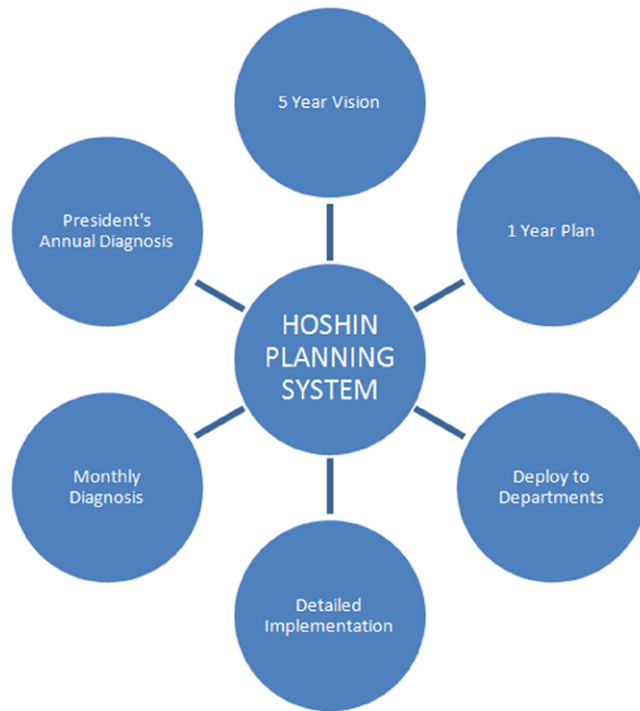 5 Year Vision
1 Year Plan
Deploy to
Departments
Detailed
Implementation
Monthly
Diagnosis
President's
Annual Diagnosis
HOSHIN
PLANNING
SYSTEM